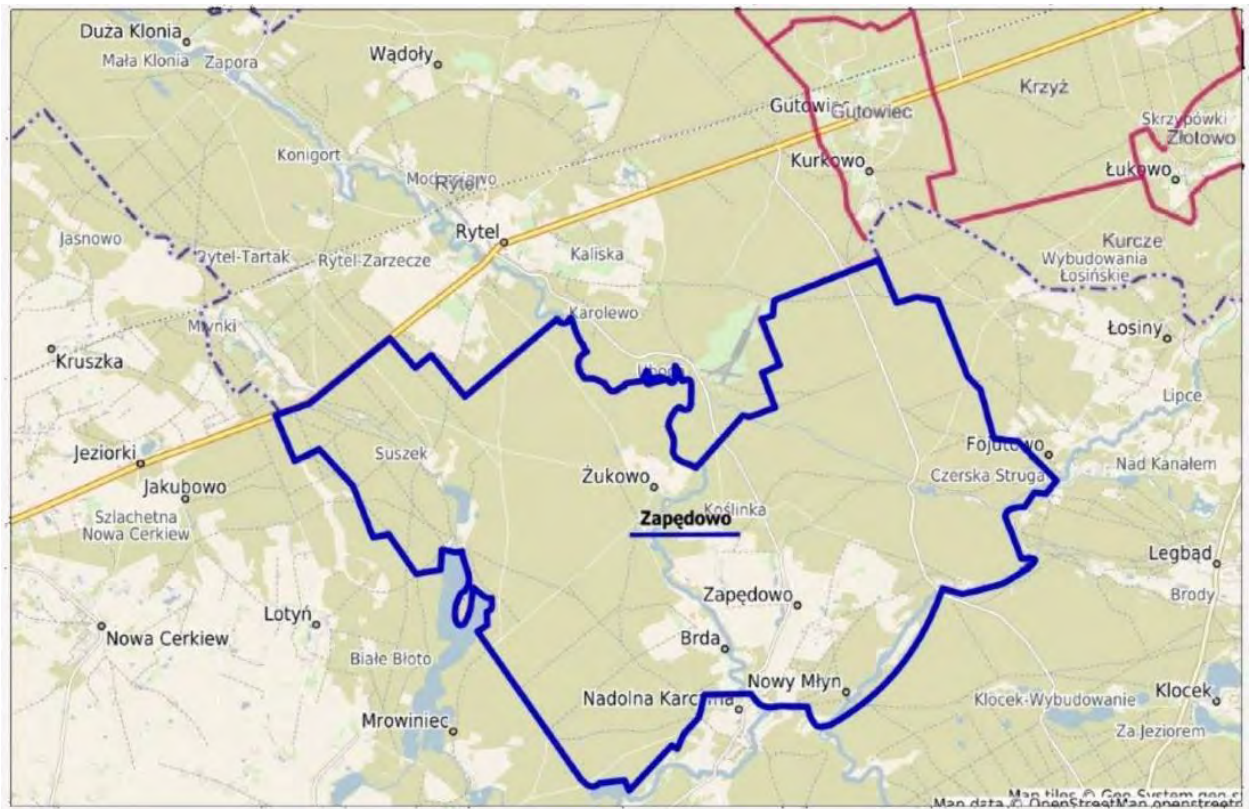 Duża Klonia
Mała Klonia
Zapora
Wądoły
Krzyż
Gutowiec
Gutowiec
Skrzypówki
Złotowo
Konigort
Kurkowo
Łukowo
Rytel
Rytel
Jasnowo
Rytel-Tartak
Rytel-Zarzecze
Kaliska
Kurcze
Wybudowania
Łosińskie
Karolewo
Młynki
Łosiny
Kruszka
Lipce
Jeziorki
Suszek
Fojutowo
Nad Kanałem
Jakubowo
Żukowo
Czerska Struga
Szlachetna
Nowa Cerkiew
Koślinka
Zapędowo
Legbąd
Zapędowo
Brody
Lotyń
Nowa Cerkiew
Brda
Białe Błoto
Nowy Młyn
Nadolna Karczma
Klocek-Wybudowanie
Klocek
Mrowiniec
Za Jeziorem
Map tiles ©
Map data © OpenStreetMap